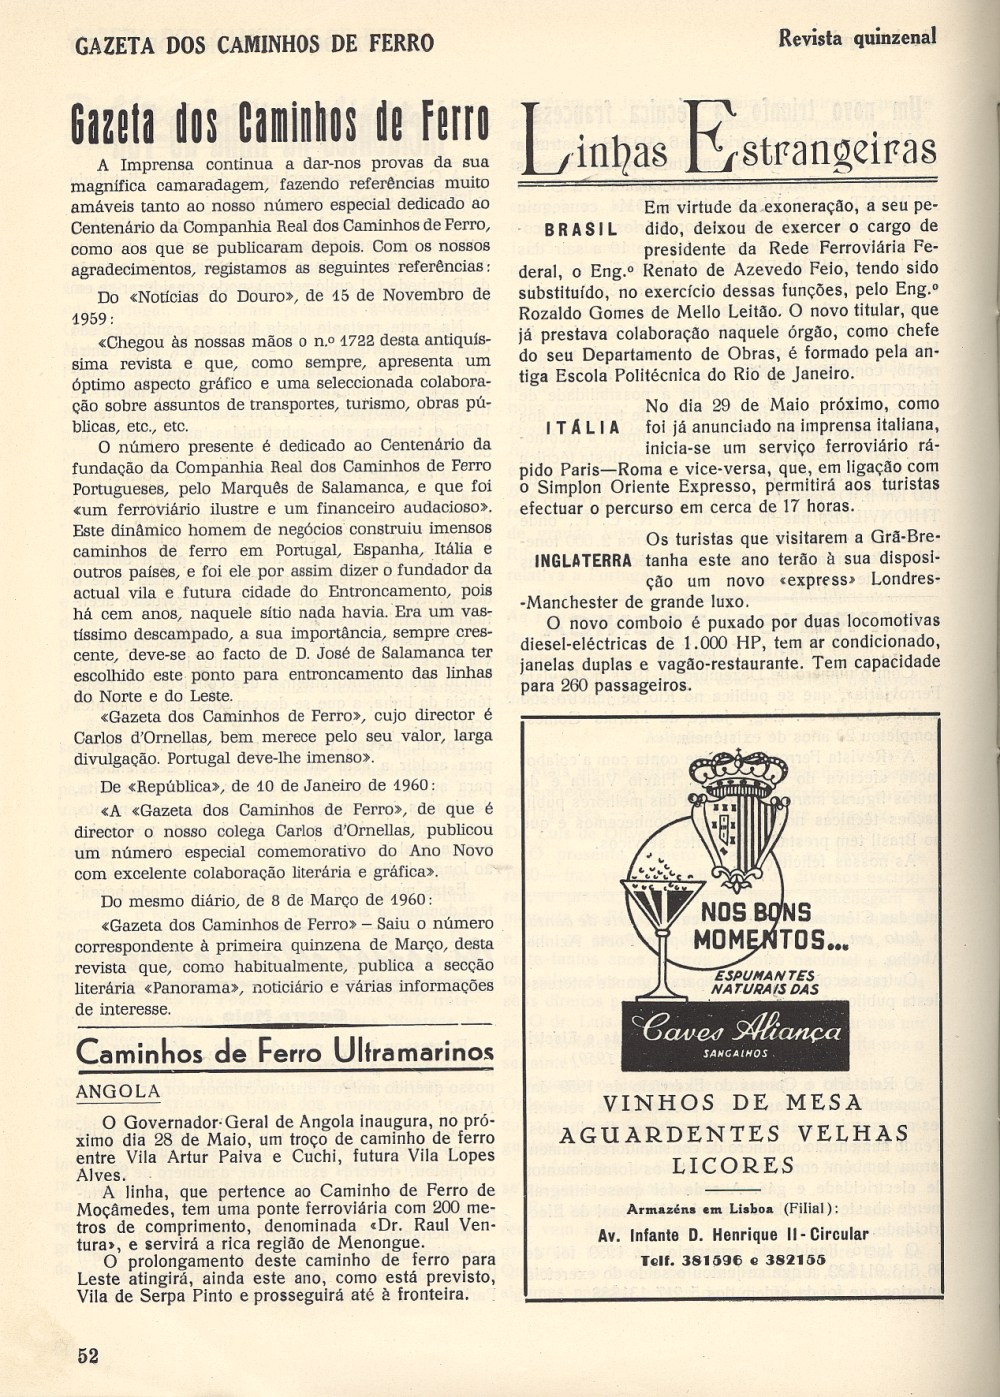 GAZETA DOS CAMINHOS DE FERRO
Revista quinzenal
Gazeta dos Caminhos de Ferro
A Imprensa continua a dar-nos provas da sua
magnífica camaradagem, fazendo referências muito
amáveis tanto ao nosso número especial dedicado ao
Centenário da Companhia Real dos Caminhos de Ferro,
como aos que se publicaram depois. Com os nossos
agradecimentos, registamos as seguintes referências:
Do «Notícias do Douro», de 15 de Novembro de
1959:
«Chegou às nossas mãos o n.º 1722 desta antiquís-
sima revista e que, como sempre, apresenta um
óptimo aspecto gráfico e uma seleccionada colabora-
ção sobre assuntos de transportes, turismo, obras pú-
blicas, etc., etc.
O número presente é dedicado ao Centenário da
fundação da Companhia Real dos Caminhos de Ferro
Portugueses, pelo Marquês de Salamanca, e que foi
«um ferroviário ilustre e um financeiro audacioso».
Este dinâmico homem de negócios construiu imensos
caminhos de ferro em Portugal, Espanha, Itália e
outros países, e foi ele por assim dizer o fundador da
actual vila e futura cidade do Entroncamento, pois
há cem anos, naquele sítio nada havia. Era um vas-
tíssimo descampado, a sua importância, sempre cres-
cente, deve-se ao facto de D. José de Salamanca ter
escolhido este ponto para entroncamento das linhas
do Norte e do Leste.
«Gazeta dos Caminhos de Ferro», cujo director é
Carlos d'Ornellas, bem merece pelo seu valor, larga
divulgação. Portugal deve-lhe imenso».
De «República», de 10 de Janeiro de 1960:
«A «Gazeta dos Caminhos de Ferro», de que é
director o nosso colega Carlos d'Ornellas, publicou
um número especial comemorativo do Ano Novo
com excelente colaboração literária e gráfica».
Do mesmo diário, de 8 de Março de 1960:
«Gazeta dos Caminhos de Ferro» – Saiu o número
correspondente à primeira quinzena de Março, desta
revista que, como habitualmente, publica a secção
literária «Panorama», noticiário e várias informações
de interesse.
Caminhos de Ferro Ultramarinos
ANGOLA
O Governador-Geral de Angola inaugura, no pró-
ximo dia 28 de Maio, um troço de caminho de ferro
entre Vila Artur Paiva e Cuchi, futura Vila Lopes
Alves.
A linha, que pertence ao Caminho de Ferro de
Moçâmedes, tem uma ponte ferroviária com 200 me-
tros de comprimento, denominada «Dr. Raul Ven-
tura», e servirá a rica região de Menongue.
O prolongamento deste caminho de ferro para
Leste atingirá, ainda este ano, como está previsto,
Vila de Serpa Pinto e prosseguirá até à fronteira.
Linhas Estrangeiras
BRASIL
Em virtude da exoneração, a seu pe-
dido, deixou de exercer o cargo de
presidente da Rede Ferroviária Fe-
deral, o Eng.º Renato de Azevedo Feio, tendo sido
substituído, no exercício dessas funções, pelo Eng.º
Rozaldo Gomes de Mello Leitão. O novo titular, que
já prestava colaboração naquele órgão, como chefe
do seu Departamento de Obras, é formado pela an-
tiga Escola Politécnica do Rio de Janeiro.
ITÁLIA
No dia 29 de Maio próximo, como
foi já anunciado na imprensa italiana,
inicia-se um serviço ferroviário rá-
pido Paris—Roma e vice-versa, que, em ligação com
o Simplon Oriente Expresso, permitirá aos turistas
efectuar o percurso em cerca de 17 horas.
INGLATERRA
Os turistas que visitarem a Grã-Bre-
tanha este ano terão à sua disposi-
ção um novo «express» Londres-
-Manchester de grande luxo.
O novo comboio é puxado por duas locomotivas
diesel-eléctricas de 1.000 HP, tem ar condicionado,
janelas duplas e vagão-restaurante. Tem capacidade
para 260 passageiros.
NOS BONS
MOMENTOS...
ESPUMANTES
NATURAIS DAS
Caves Aliança
SANGALHOS
VINHOS DE MESA
AGUARDENTES VELHAS
LICORES
Armazéns em Lisboa (Filial):
Av. Infante D. Henrique II-Circular
Telf. 381596 e 382155
52